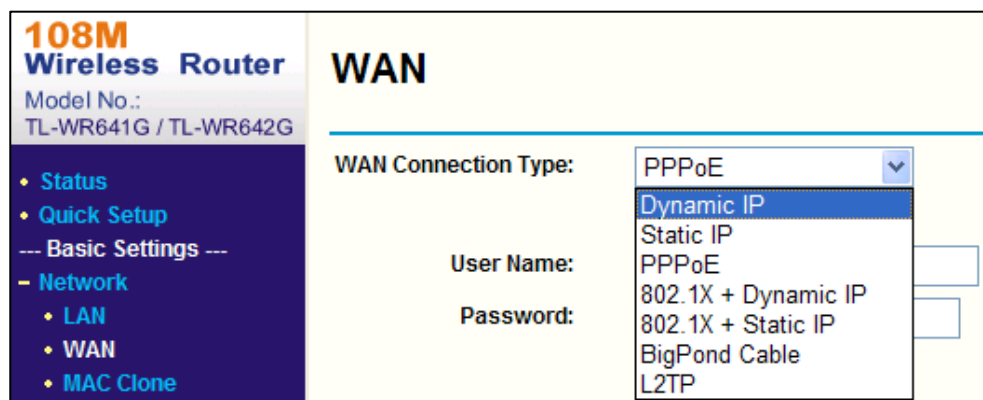 108M
Wireless Router
Model No.:
TL-WR641G / TL-WR642G
• Status
• Quick Setup
--- Basic Settings ---
– Network
• LAN
• WAN
• MAC Clone
WAN
WAN Connection Type:
PPPoE
Dynamic IP
Static IP
PPPoE
802.1X + Dynamic IP
802.1X + Static IP
BigPond Cable
L2TP
User Name:
Password: